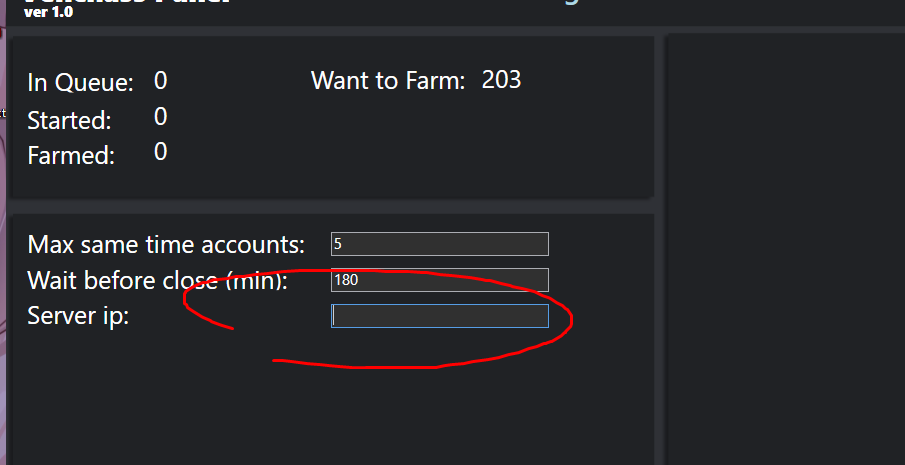 ver 1.0
In Queue: 0
Want to Farm: 203
Started: 0
Farmed: 0
Max same time accounts: 5
Wait before close (min): 180
Server ip: